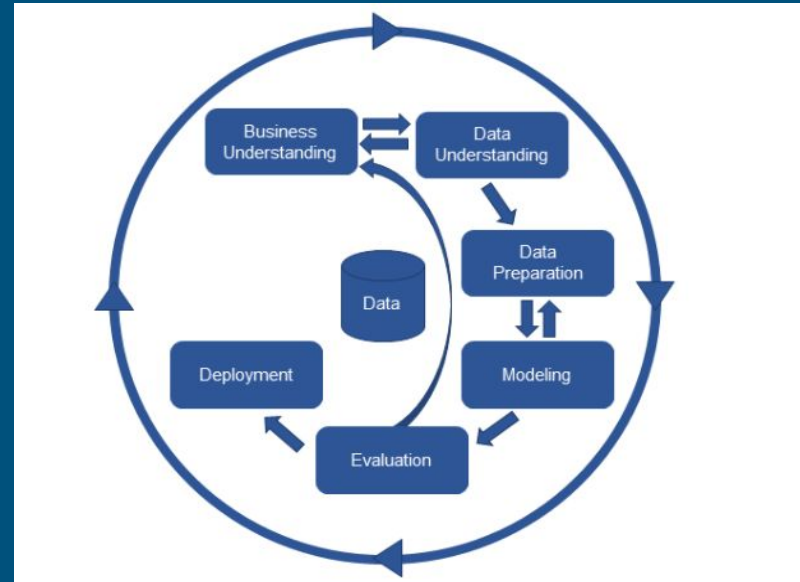 Business
Understanding
Data
Understanding
Data
Preparation
Data
Deployment
Modeling
Evaluation